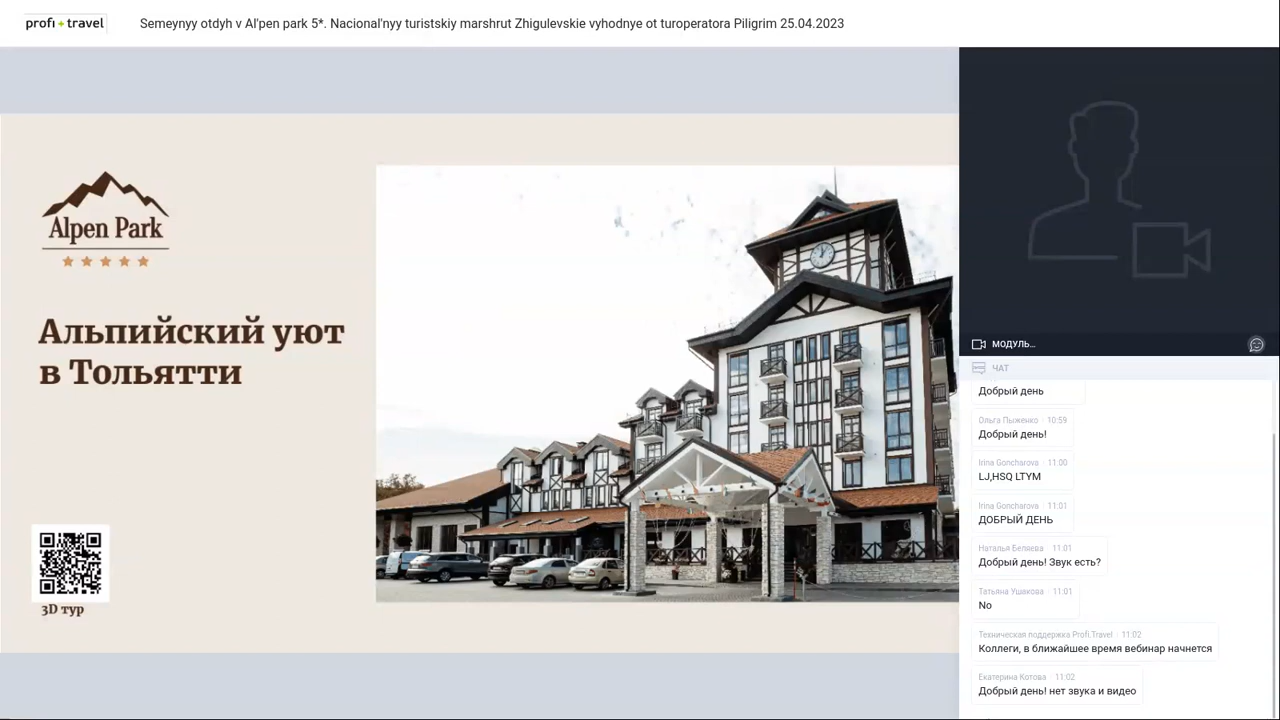 profi travel
Semeynyy otdyh v Al'pen park 5*. Nacional'nyy turistskiy marshrut Zhigulevskie vyhodnye ot turoperatora Piligrim 25.04.2023
Alpen Park
Альпийский уют
в Тольятти
3D тур
МОДУЛЬ...
ЧАТ
Добрый день
Ольга Пыженко 10:59
Добрый день!
Irina Goncharova 11:00
LJ,HSQ LTYM
Irina Goncharova 11:01
ДОБРЫЙ ДЕНЬ
Наталья Беляева 11:01
Добрый день! Звук есть?
Татьяна Ушакова 11:01
No
Техническая поддержка Profi.Travel 11:02
Коллеги, в ближайшее время вебинар начнется
Екатерина Котова 11:02
Добрый день! нет звука и видео